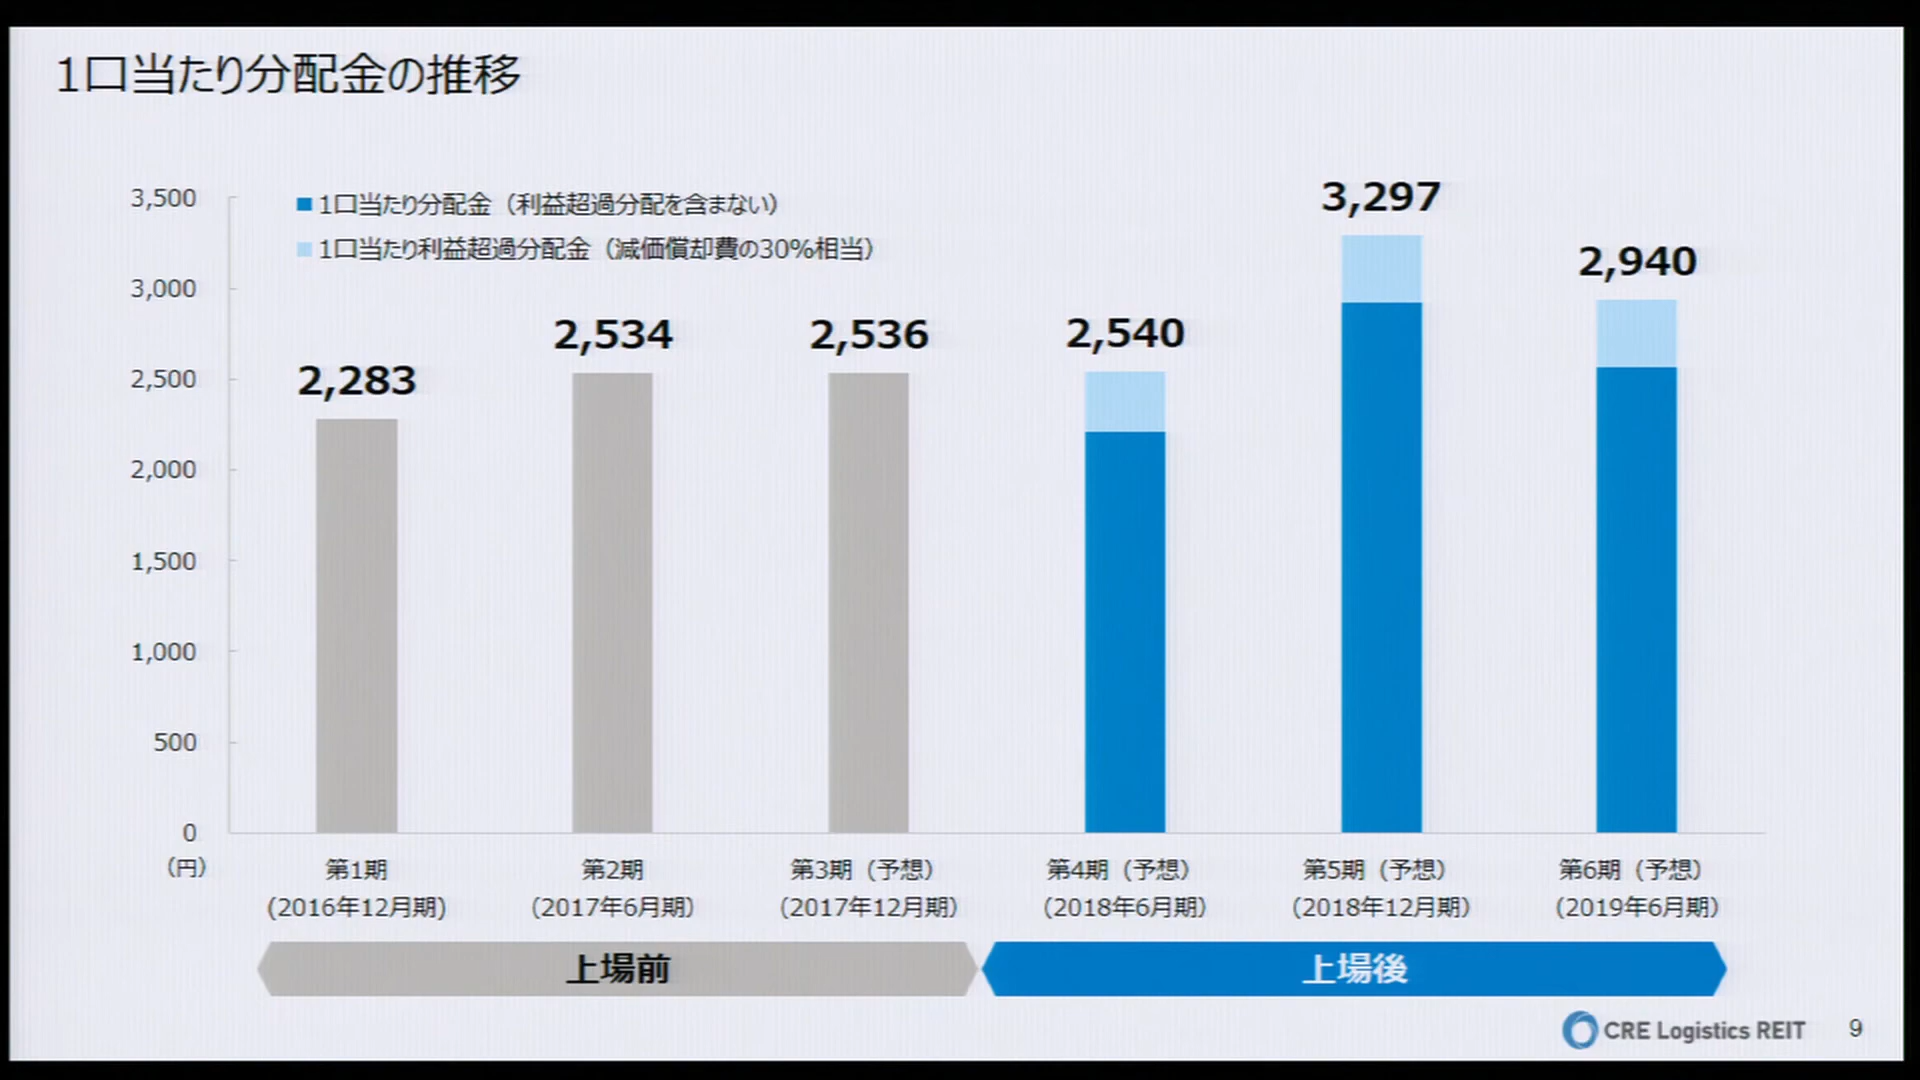 1口当たり分配金の推移
1口当たり分配金（利益超過分配を含まない）
1口当たり利益超過分配金（減価償却費の30%相当）
3,500
3,000
2,500
2,000
1,500
1,000
500
0
（円）
2,283
2,534
2,536
2,540
3,297
2,940
第1期
(2016年12月期)
第2期
（2017年6月期）
第3期（予想）
（2017年12月期）
第4期（予想）
（2018年6月期）
第5期（予想）
（2018年12月期）
第6期（予想）
（2019年6月期）
上場前
上場後
CRE Logistics REIT
9